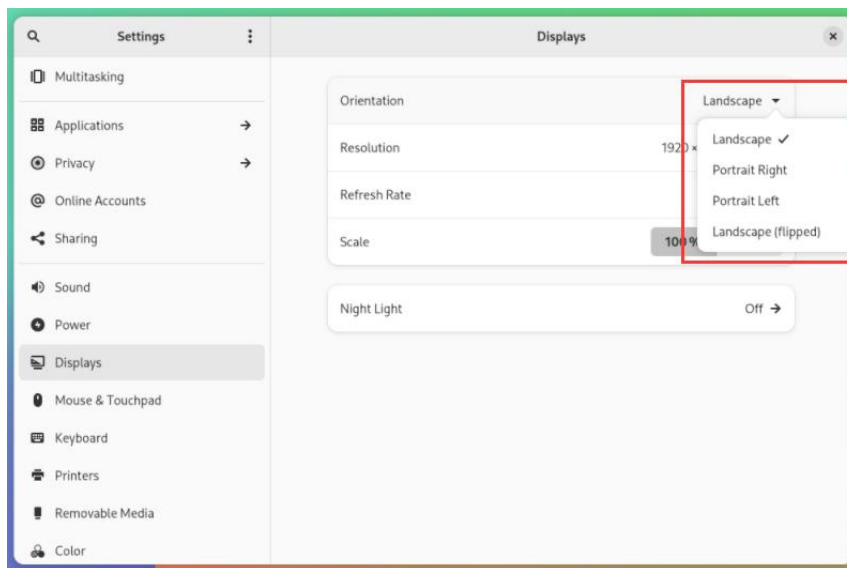 Settings
Displays
Multitasking
Applications
Privacy
Online Accounts
Sharing
Sound
Power
Displays
Mouse & Touchpad
Keyboard
Printers
Removable Media
Color
Orientation
Landscape
Resolution
1920 ×
Refresh Rate
Scale
100 %
Landscape ✓
Portrait Right
Portrait Left
Landscape (flipped)
Night Light
Off